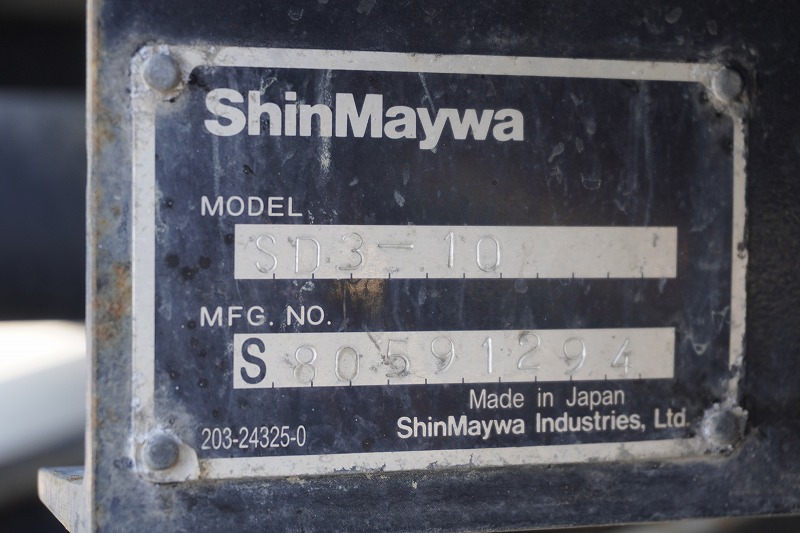 ShinMaywa
MODEL
SD3-10
MFG. NO.
S 80591294
Made in Japan
203-24325-0
ShinMaywa Industries, Ltd.